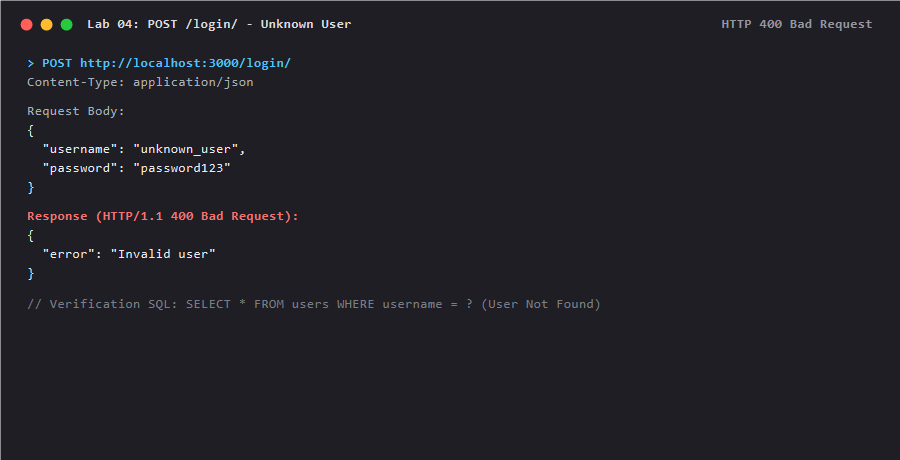 Lab 04: POST /login/ - Unknown User
HTTP 400 Bad Request
> POST http://localhost:3000/login/
Content-Type: application/json
Request Body:
{
  "username": "unknown_user",
  "password": "password123"
}
Response (HTTP/1.1 400 Bad Request):
{
  "error": "Invalid user"
}
// Verification SQL: SELECT * FROM users WHERE username = ? (User Not Found)